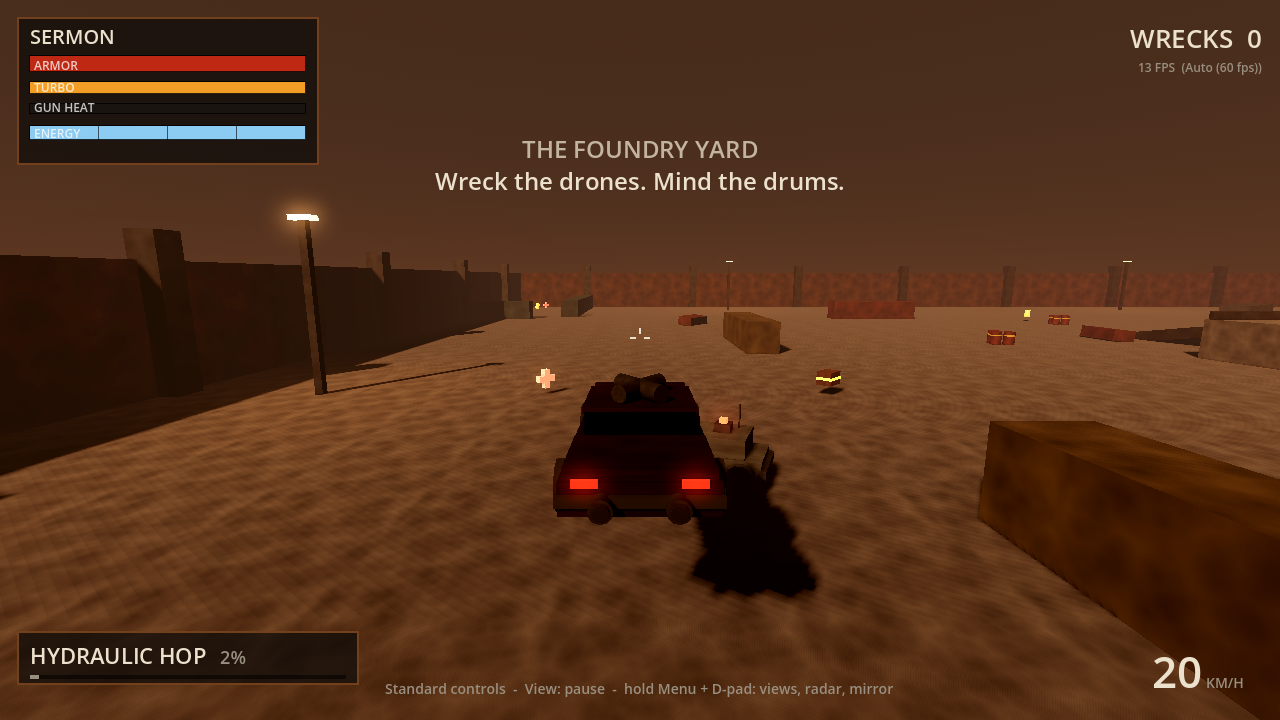 SERMON
ARMOR
TURBO
GUN HEAT
ENERGY
WRECKS 0
13 FPS (Auto (60 fps))
THE FOUNDRY YARD
Wreck the drones. Mind the drums.
HYDRAULIC HOP 2%
Standard controls - View: pause - hold Menu + D-pad: views, radar, mirror
20 KM/H